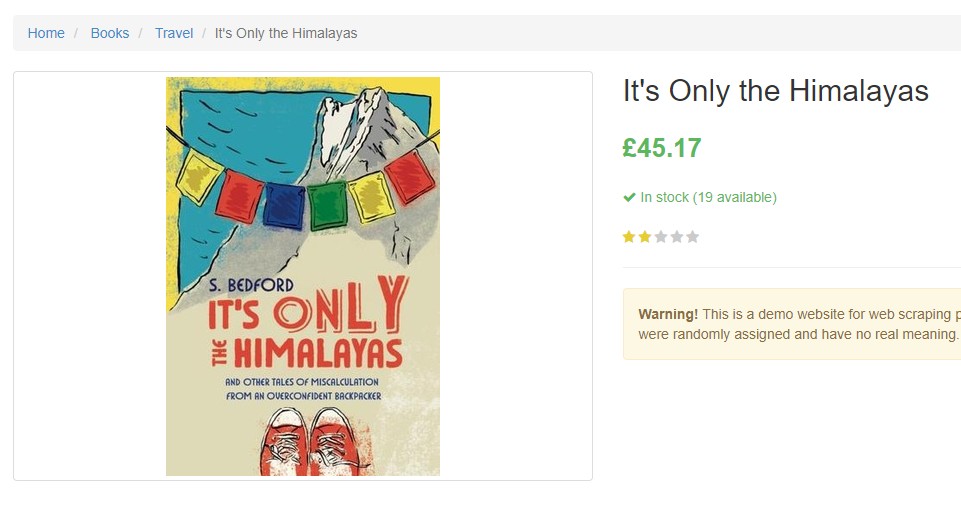 Home / Books / Travel / It's Only the Himalayas
S. BEDFORD
IT'S ONLY
THE HIMALAYAS
AND OTHER TALES OF MISCALCULATION
FROM AN OVERCONFIDENT BACKPACKER
It's Only the Himalayas
£45.17
In stock (19 available)
Warning! This is a demo website for web scraping p
were randomly assigned and have no real meaning.